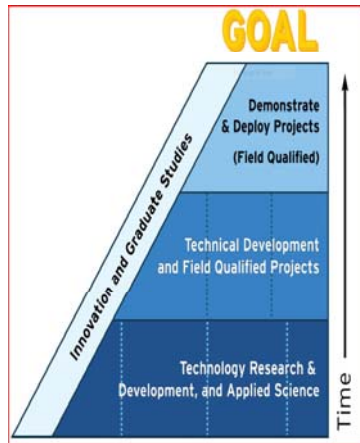 GOAL
Demonstrate
& Deploy Projects
(Field Qualified)
Innovation and Graduate Studies
Technical Development
and Field Qualified Projects
Technology Research &
Development, and Applied Science
Time